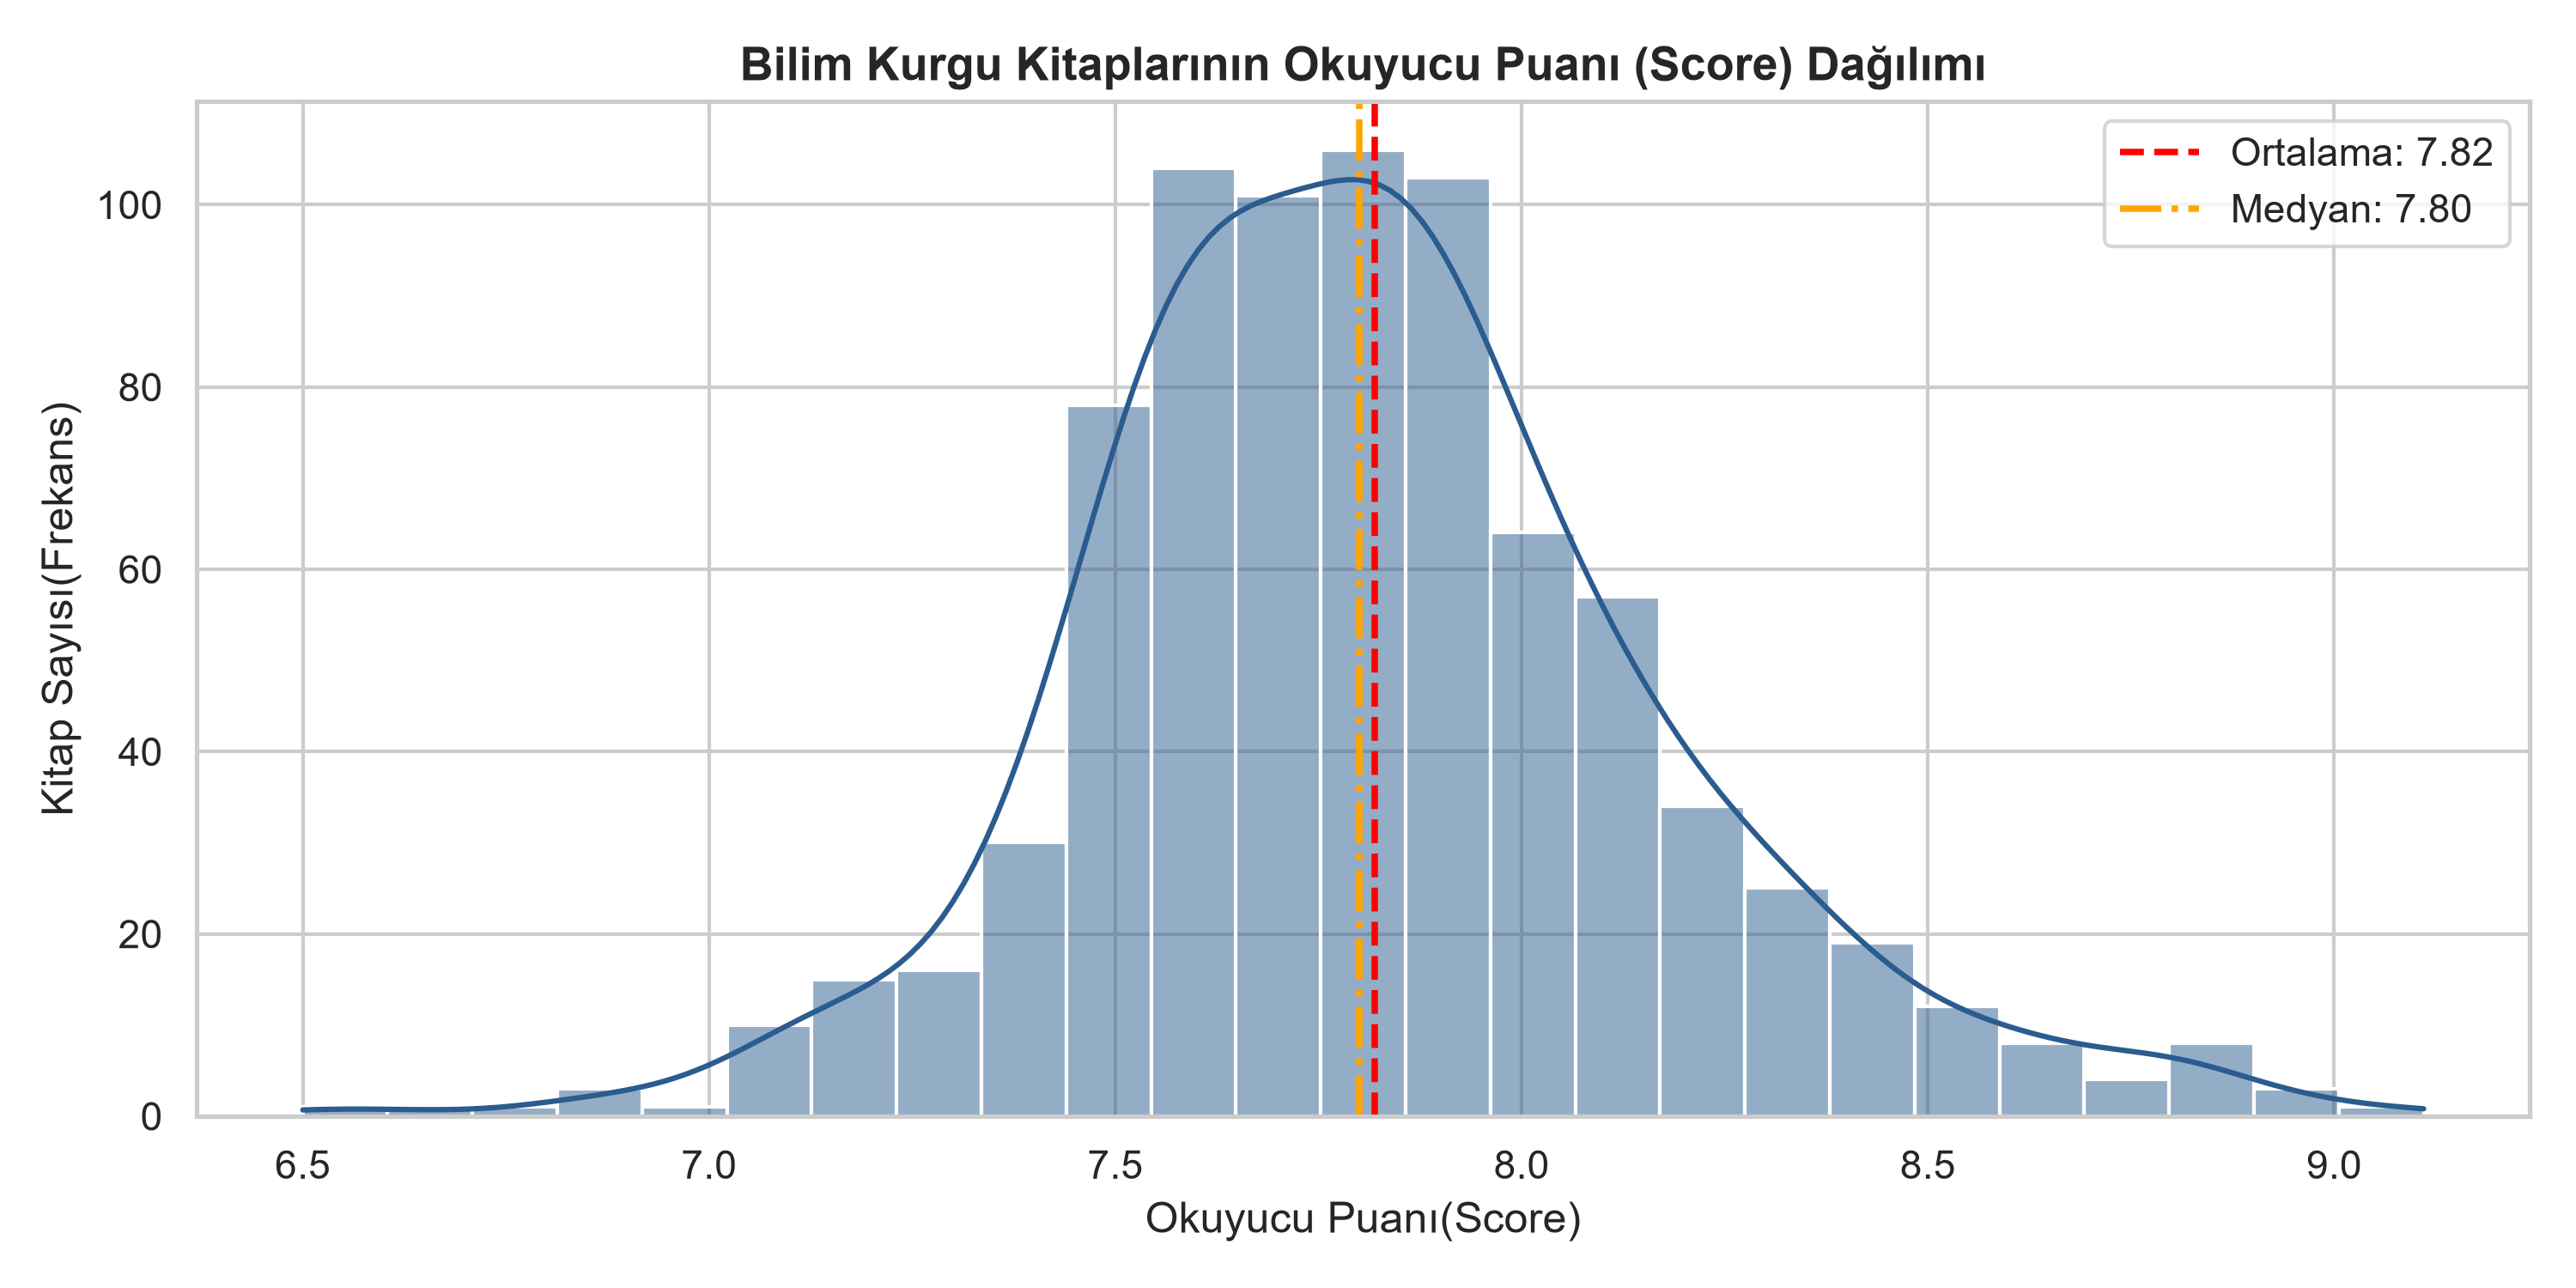 Bilim Kurgu Kitaplarının Okuyucu Puanı (Score) Dağılımı
Ortalama: 7.82
Medyan: 7.80
Kitap Sayısı(Frekans)
100
80
60
40
20
0
6.5 7.0 7.5 8.0 8.5 9.0
Okuyucu Puanı(Score)